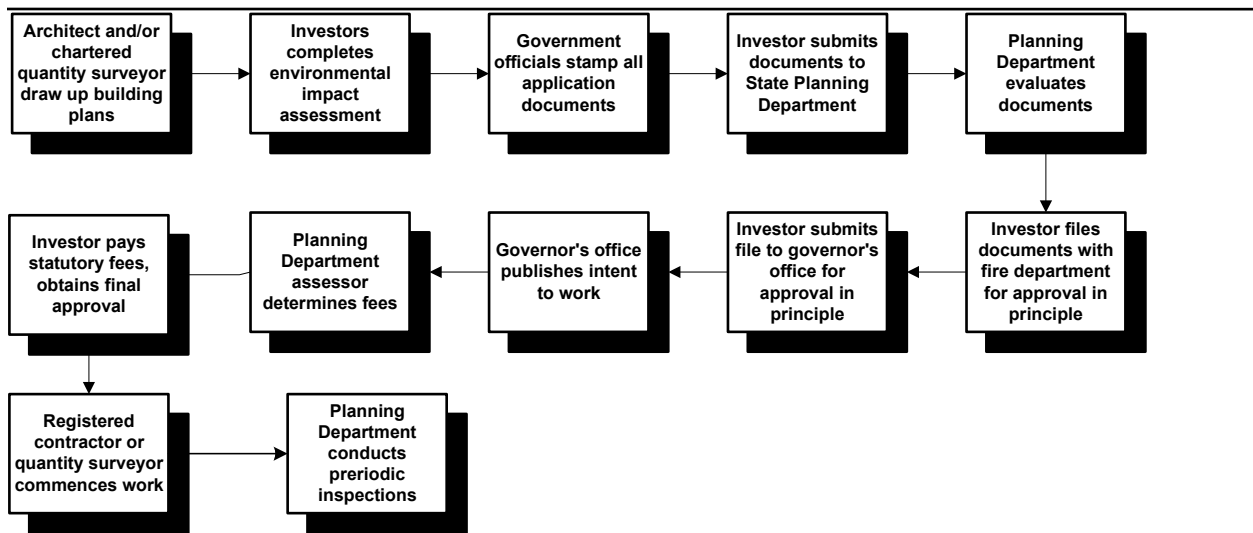 Architect and/or
chartered
quantity surveyor
draw up building
plans
Investors
completes
environmental
impact
assessment
Government
officials stamp all
application
documents
Investor submits
documents to
State Planning
Department
Planning
Department
evaluates
documents
Investor files
documents with
fire department
for approval in
principle
Investor submits
file to governor's
office for
approval in
principle
Governor's office
publishes intent
to work
Planning
Department
assessor
determines fees
Investor pays
statutory fees,
obtains final
approval
Registered
contractor or
quantity surveyor
commences work
Planning
Department
conducts
preriodic
inspections